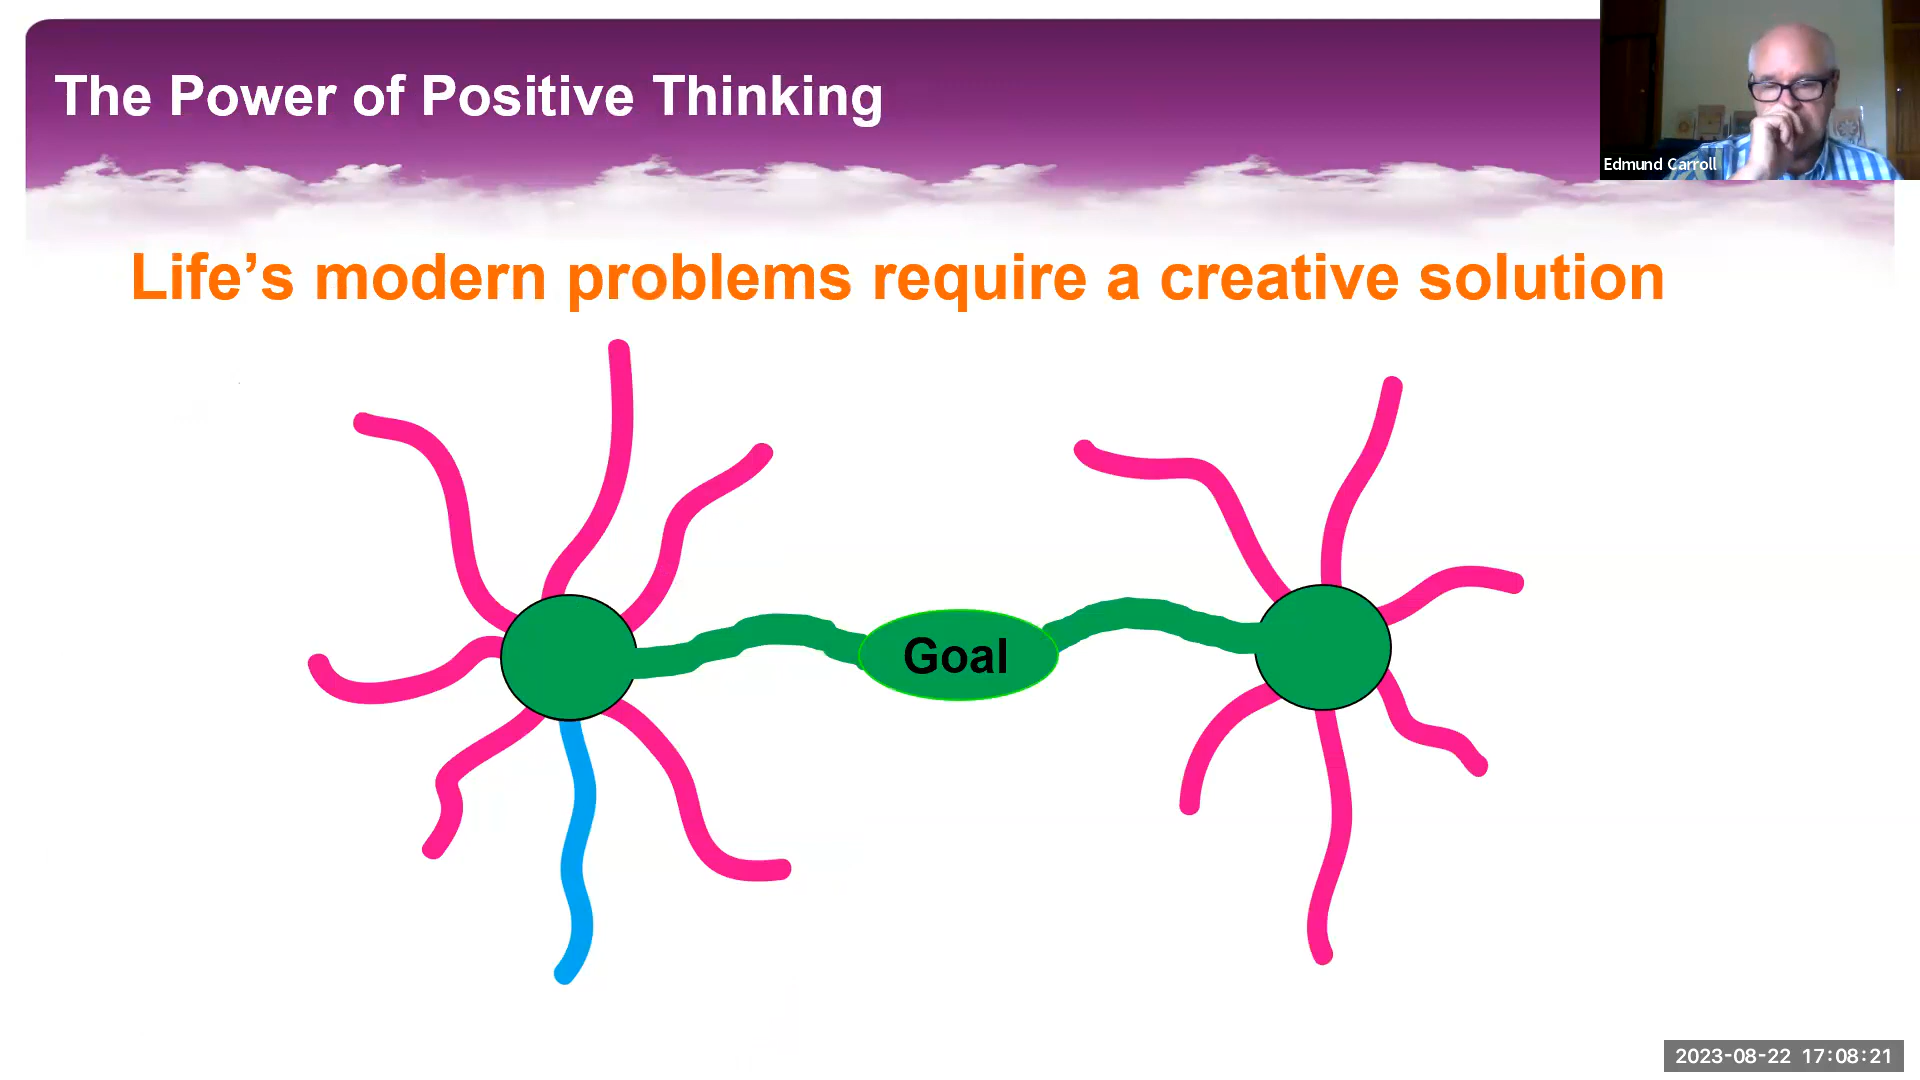 The Power of Positive Thinking
Edmund Carroll
Life’s modern problems require a creative solution
Goal
2023-08-22 17:08:21